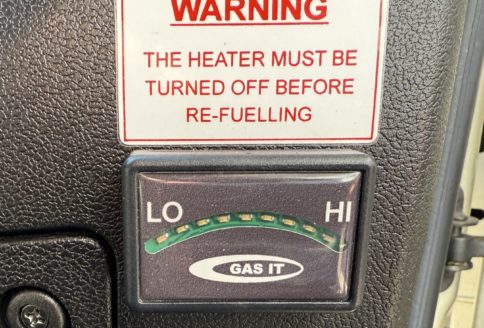 WARNING
THE HEATER MUST BE
TURNED OFF BEFORE
RE-FUELLING
LO HI
GAS IT